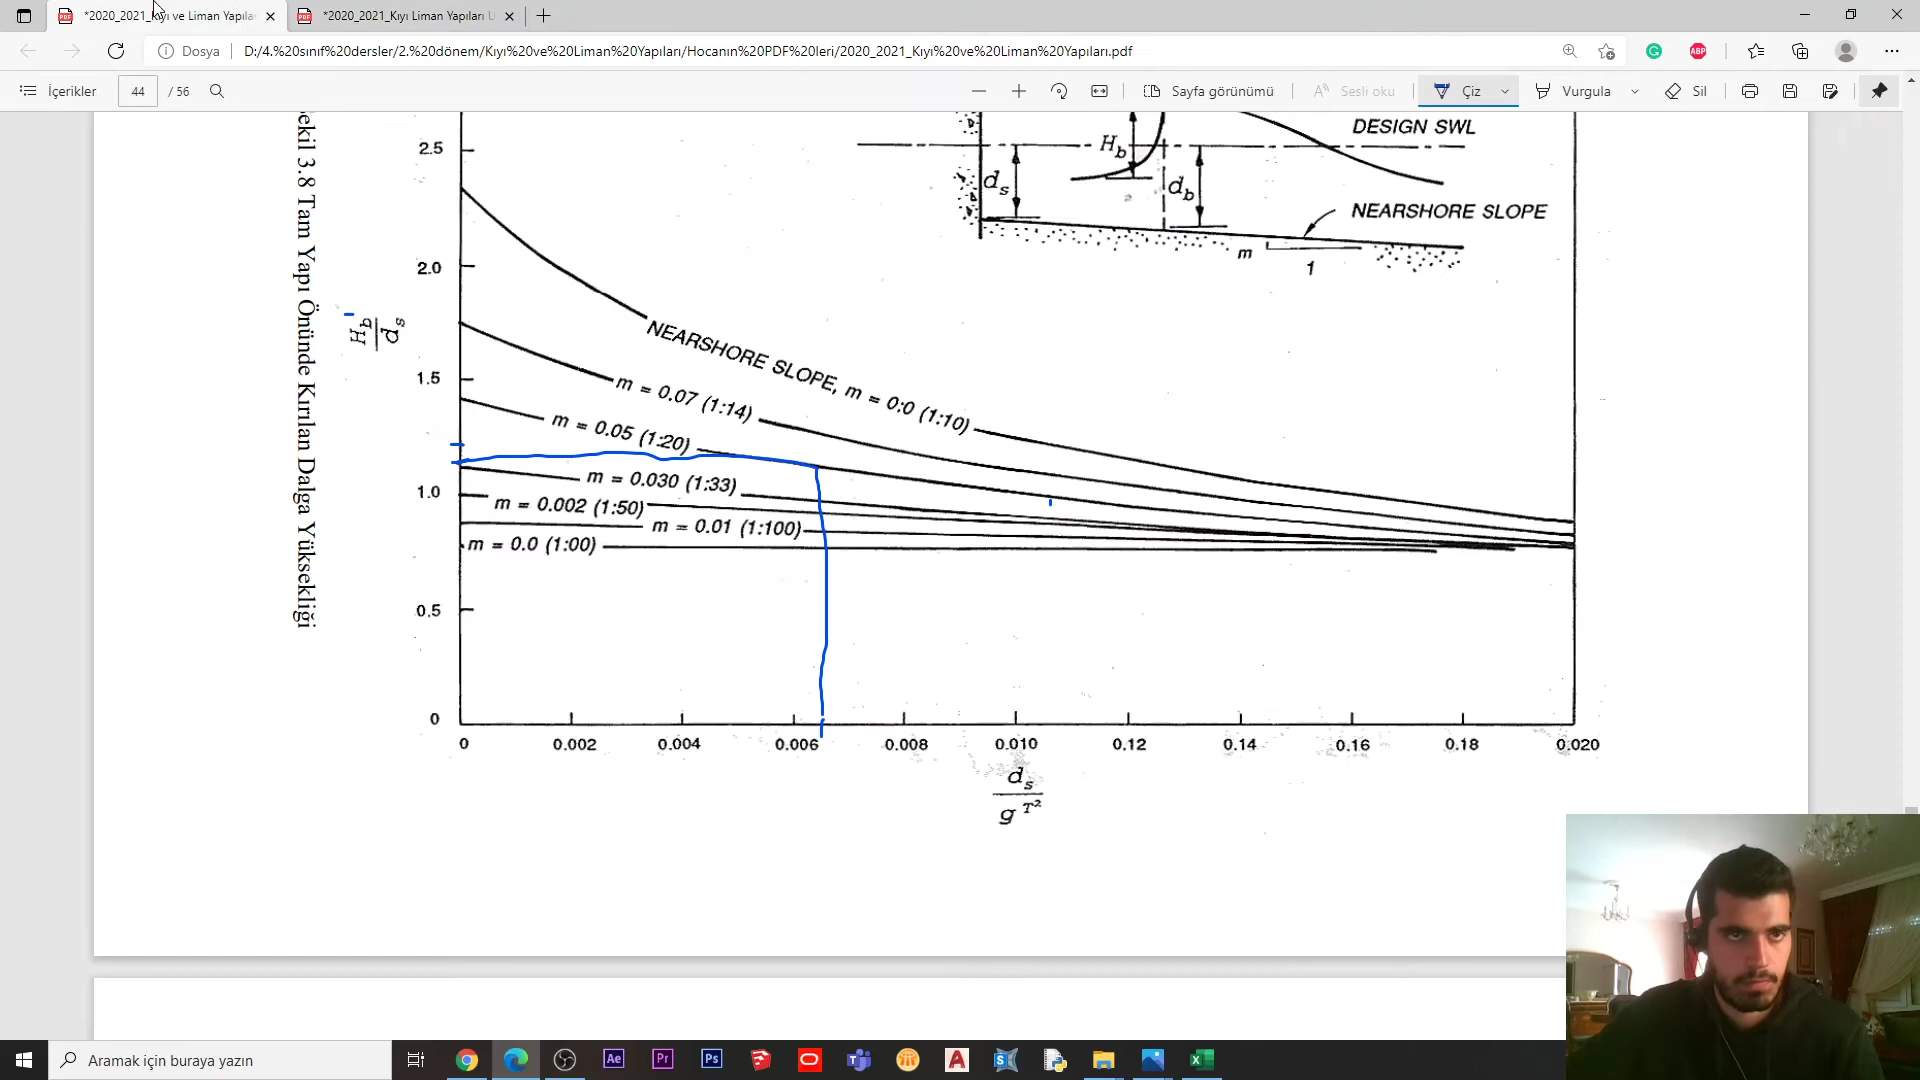 *2020_2021_Kıyı ve Liman Yapıla
*2020_2021_Kıyı Liman Yapıları U
Dosya
D:/4.%20sınıf%20dersler/2.%20dönem/Kıyı%20ve%20Liman%20Yapıları/Hocanın%20PDF%20leri/2020_2021_Kıyı%20ve%20Liman%20Yapıları.pdf
ABP
İçerikler
44
/ 56
Sayfa görünümü
Sesli oku
Çiz
Vurgula
Sil
ekil 3.8 Tam Yapı Önünde Kırılan Dalga Yüksekliği
DESIGN SWL
Hb
ds
db
NEARSHORE SLOPE
m
1
2.5
2.0
1.5
1.0
0.5
0
Hb
ds
NEARSHORE SLOPE, m = 0:0 (1:10)
m = 0.07 (1:14)
m = 0.05 (1:20)
m = 0.030 (1:33)
m = 0.002 (1:50)
m = 0.01 (1:100)
m = 0.0 (1:00)
0
0.002
0.004
0.006
0.008
0.010
0.12
0.14
0.16
0.18
0.020
ds
g T²
Aramak için buraya yazın
Ae
Pr
Ps